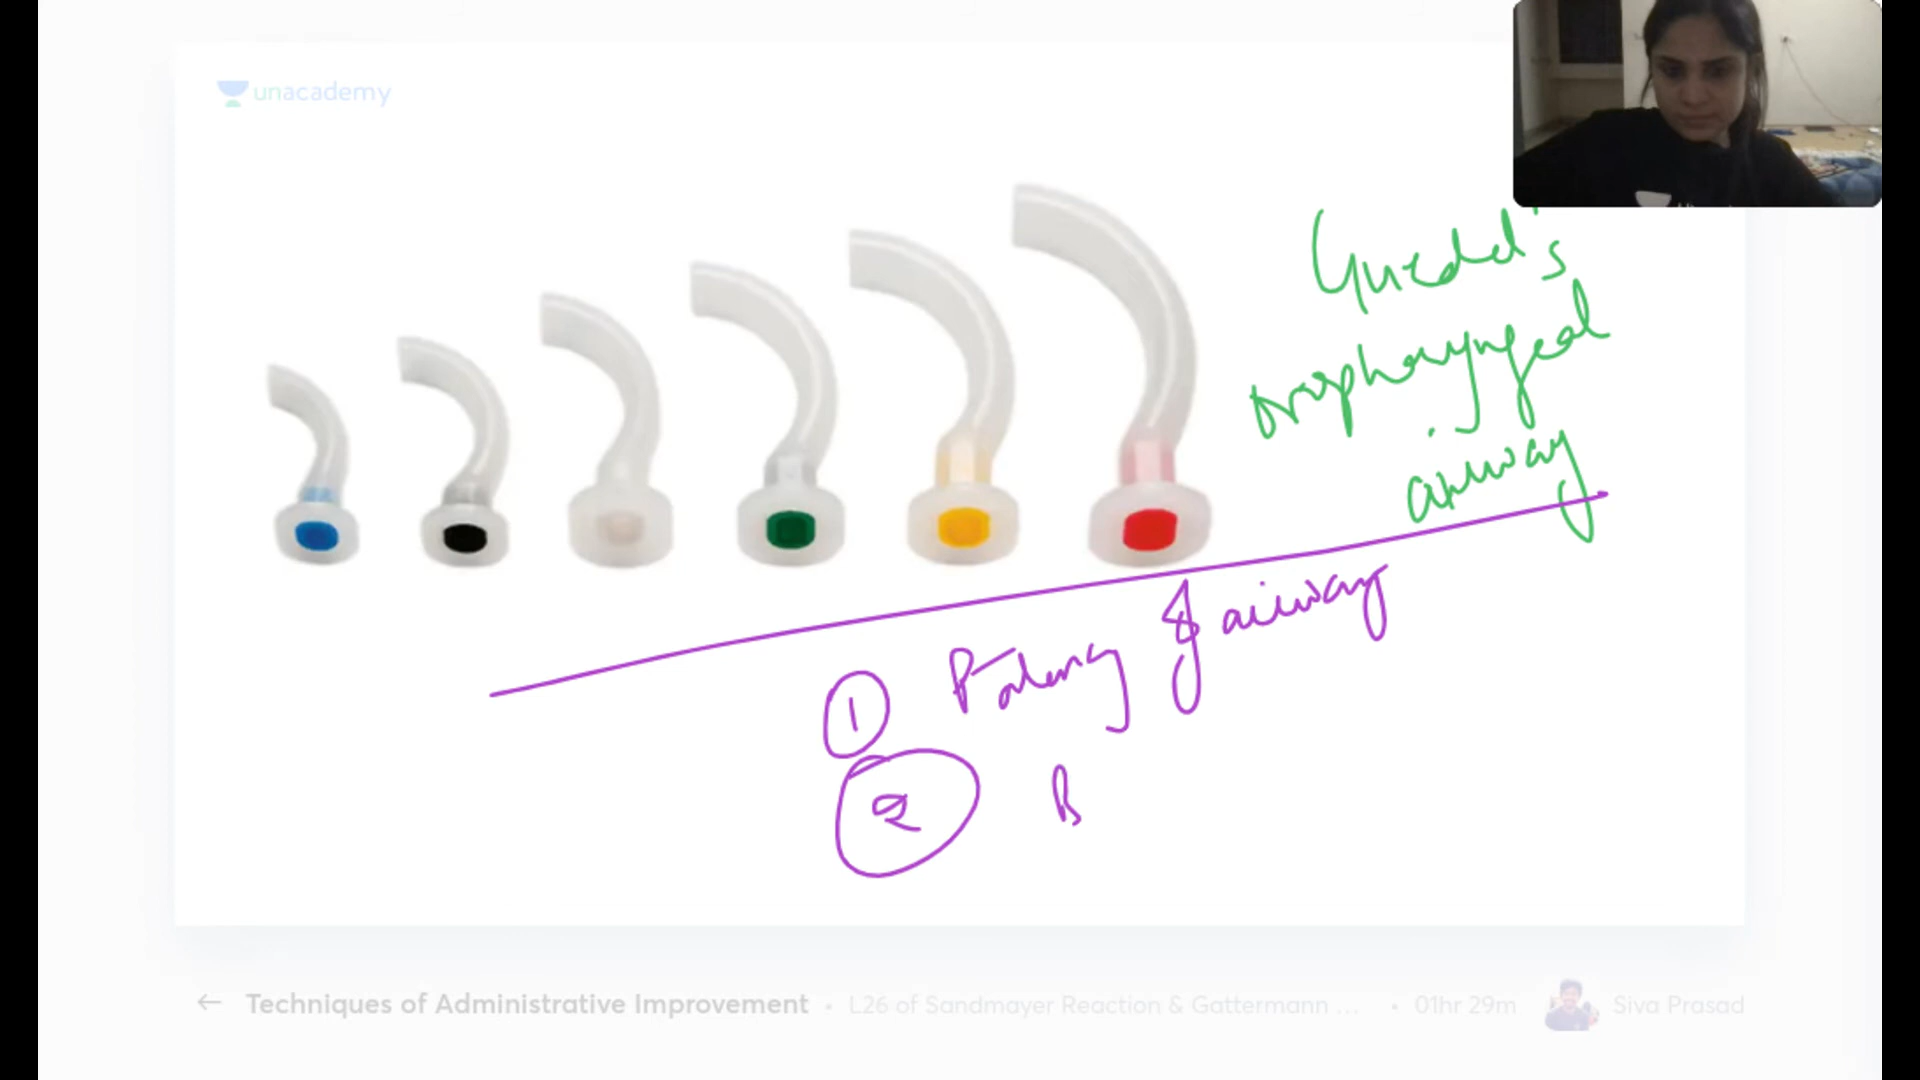 unacademy
Guedel's
oropharyngeal
airway
① Patency of airway
② B
← Techniques of Administrative Improvement • L26 of Sandmayer Reaction & Gattermann ... • 01hr 29m Siva Prasad